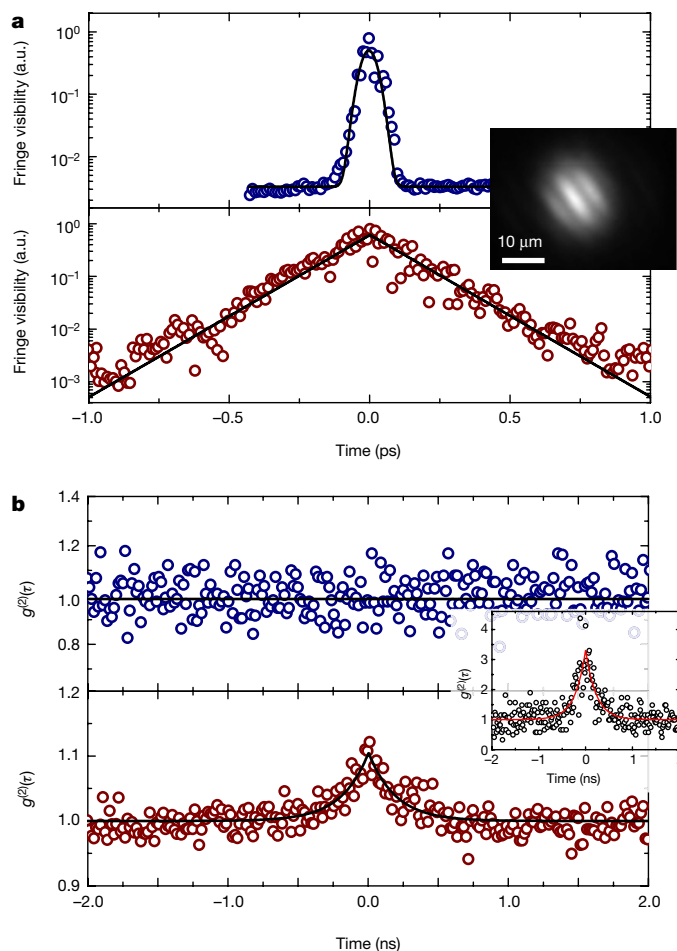 a
Fringe visibility (a.u.)
10⁰
10⁻¹
10⁻²
10 μm
Fringe visibility (a.u.)
10⁰
10⁻¹
10⁻²
10⁻³
−1.0 −0.5 0.0 0.5 1.0
Time (ps)
b
g⁽²⁾(τ)
1.4
1.2
1.0
0.8
g⁽²⁾(τ)
4
3
2
1
0
−2 −1 0 1 2
Time (ns)
g⁽²⁾(τ)
1.2
1.1
1.0
0.9
−2.0 −1.0 0.0 1.0 2.0
Time (ns)